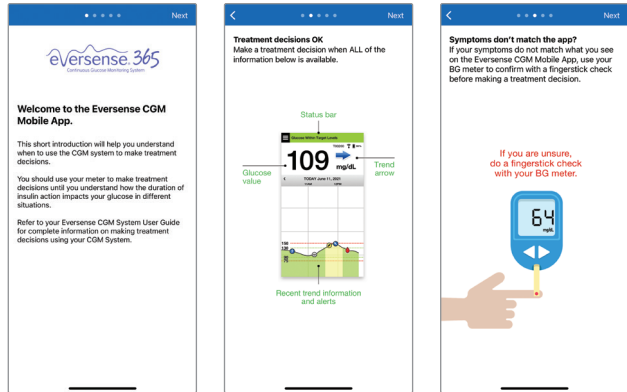 Next
eversense. 365
Continuous Glucose Monitoring System
Welcome to the Eversense CGM
Mobile App.
This short introduction will help you understand
when to use the CGM system to make treatment
decisions.
You should use your meter to make treatment
decisions until you understand how the duration of
insulin action impacts your glucose in different
situations.
Refer to your Eversense CGM System User Guide
for complete information on making treatment
decisions using your CGM System.
Next
Treatment decisions OK
Make a treatment decision when ALL of the
information below is available.
Status bar
Glucose Within Target Levels
109
mg/dL
Glucose
value
Trend
arrow
TODAY June 11, 2021
150
130
Recent trend information
and alerts
Next
Symptoms don't match the app?
If your symptoms do not match what you see
on the Eversense CGM Mobile App, use your
BG meter to confirm with a fingerstick check
before making a treatment decision.
If you are unsure,
do a fingerstick check
with your BG meter.
64
mg/dL